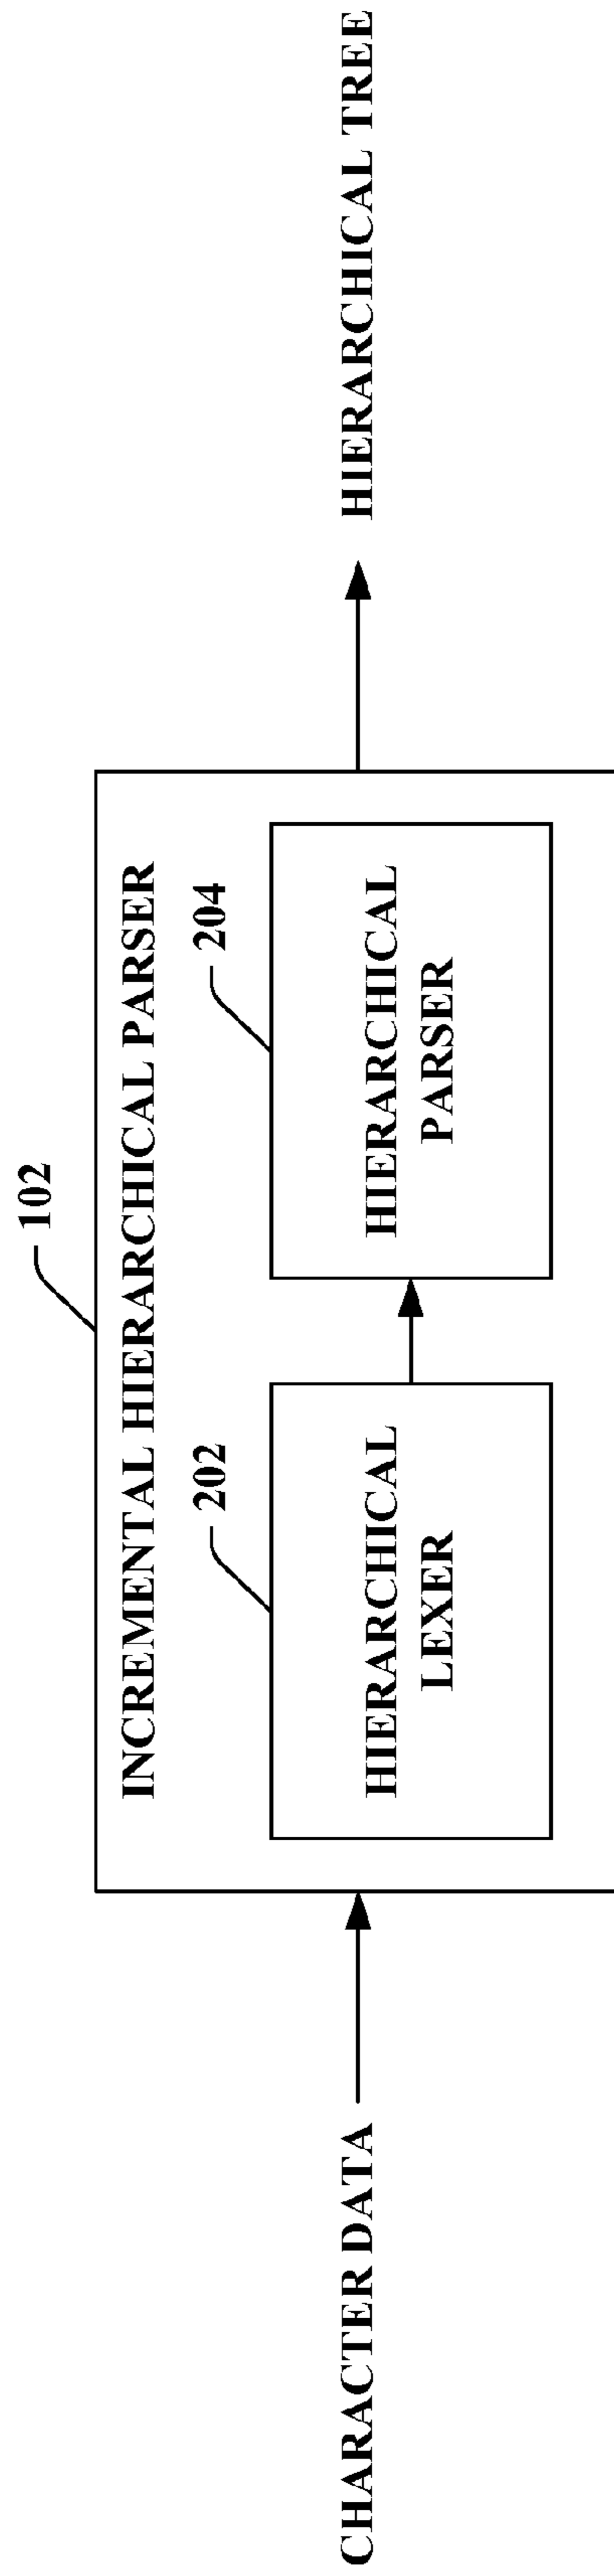 102
INCREMENTAL HIERARCHICAL PARSER
CHARACTER DATA
202
HIERARCHICAL
LEXER
204
HIERARCHICAL
PARSER
HIERARCHICAL TREE